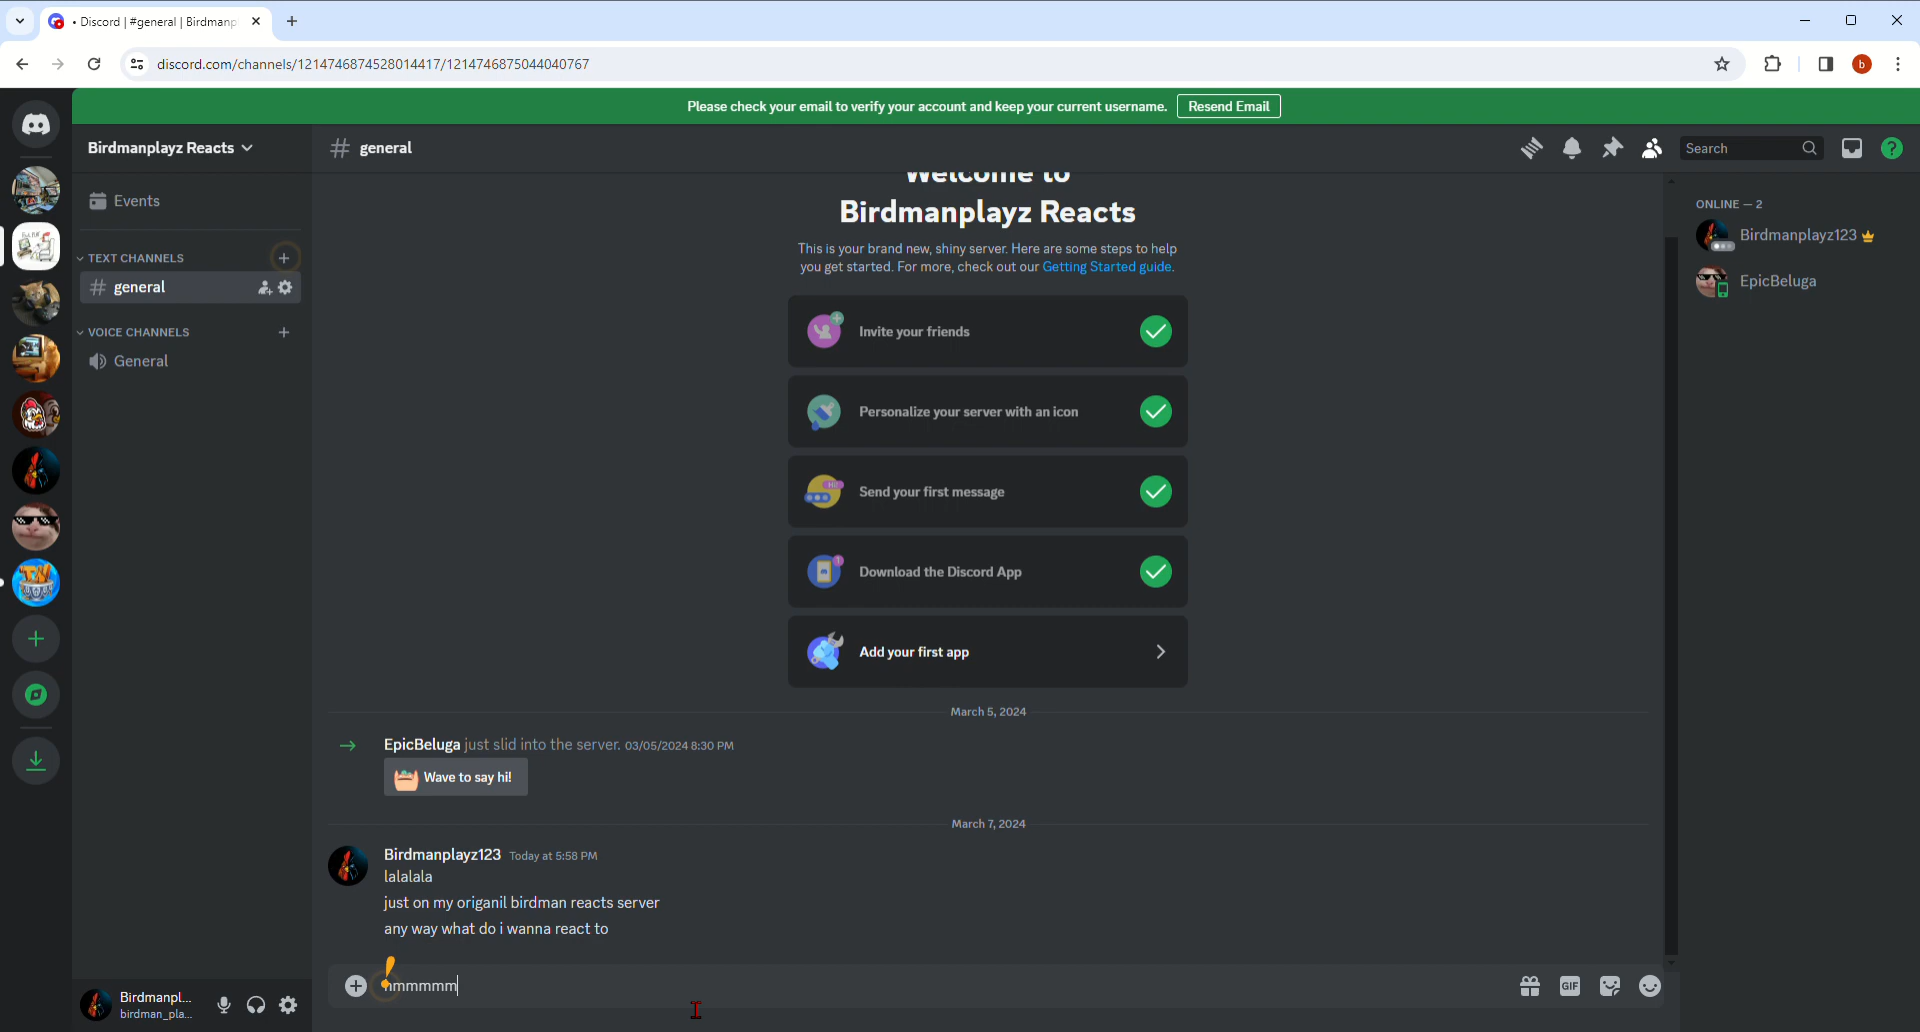 • Discord | #general | Birdmanp
discord.com/channels/1214746874528014417/1214746875044040767
b
Please check your email to verify your account and keep your current username. Resend Email
Birdmanplayz Reacts
general
Search
Events
TEXT CHANNELS
general
VOICE CHANNELS
General
Welcome to
Birdmanplayz Reacts
This is your brand new, shiny server. Here are some steps to help
you get started. For more, check out our Getting Started guide.
Invite your friends
Personalize your server with an icon
Send your first message
Download the Discord App
Add your first app
March 5, 2024
EpicBeluga just slid into the server. 03/05/2024 8:30 PM
Wave to say hi!
March 7, 2024
Birdmanplayz123 Today at 5:58 PM
lalalala
just on my origanil birdman reacts server
any way what do i wanna react to
hmmmmm
GIF
ONLINE — 2
Birdmanplayz123
EpicBeluga
Birdmanpl...
birdman_pla...